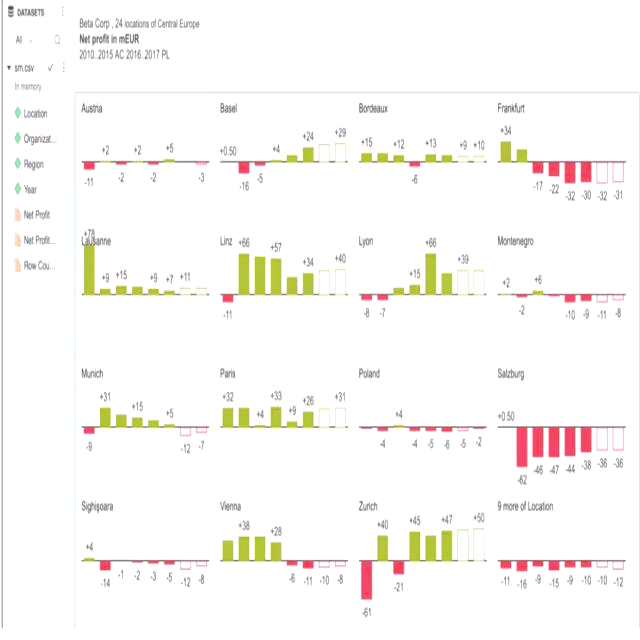 DATASETS
All
sm.csv
In memory
Location
Organizat...
Region
Year
Net Profit
Net Profit...
Row Cou...
Beta Corp , 24 locations of Central Europe
Net profit in mEUR
2010..2015 AC 2016..2017 PL
Austria
+2 +2 +5
-11 -2 -2 -3
Basel
+0.50 +4 +24 +29
-16 -5
Bordeaux
+15 +12 +13 +9 +10
-6
Frankfurt
+34
-17 -22 -32 -30 -32 -31
Lausanne
+78
+9 +15 +9 +7 +11
Linz
+66 +57 +34 +40
-11
Lyon
+66 +39
+15
-8 -7
Montenegro
+2 +6
-2 -10 -9 -11 -8
Munich
+31 +15 +5
-9 -12 -7
Paris
+32 +4 +33 +9 +26 +31
Poland
+4
-4 -4 -5 -6 -5 -2
Salzburg
+0.50
-62 -46 -47 -44 -38 -36 -36
Sighişoara
+4
-14 -1 -2 -3 -5 -12 -8
Vienna
+38 +28
-6 -11 -10 -8
Zurich
+40 +45 +47 +50
-61 -21
9 more of Location
-11 -16 -9 -15 -9 -10 -10 -12